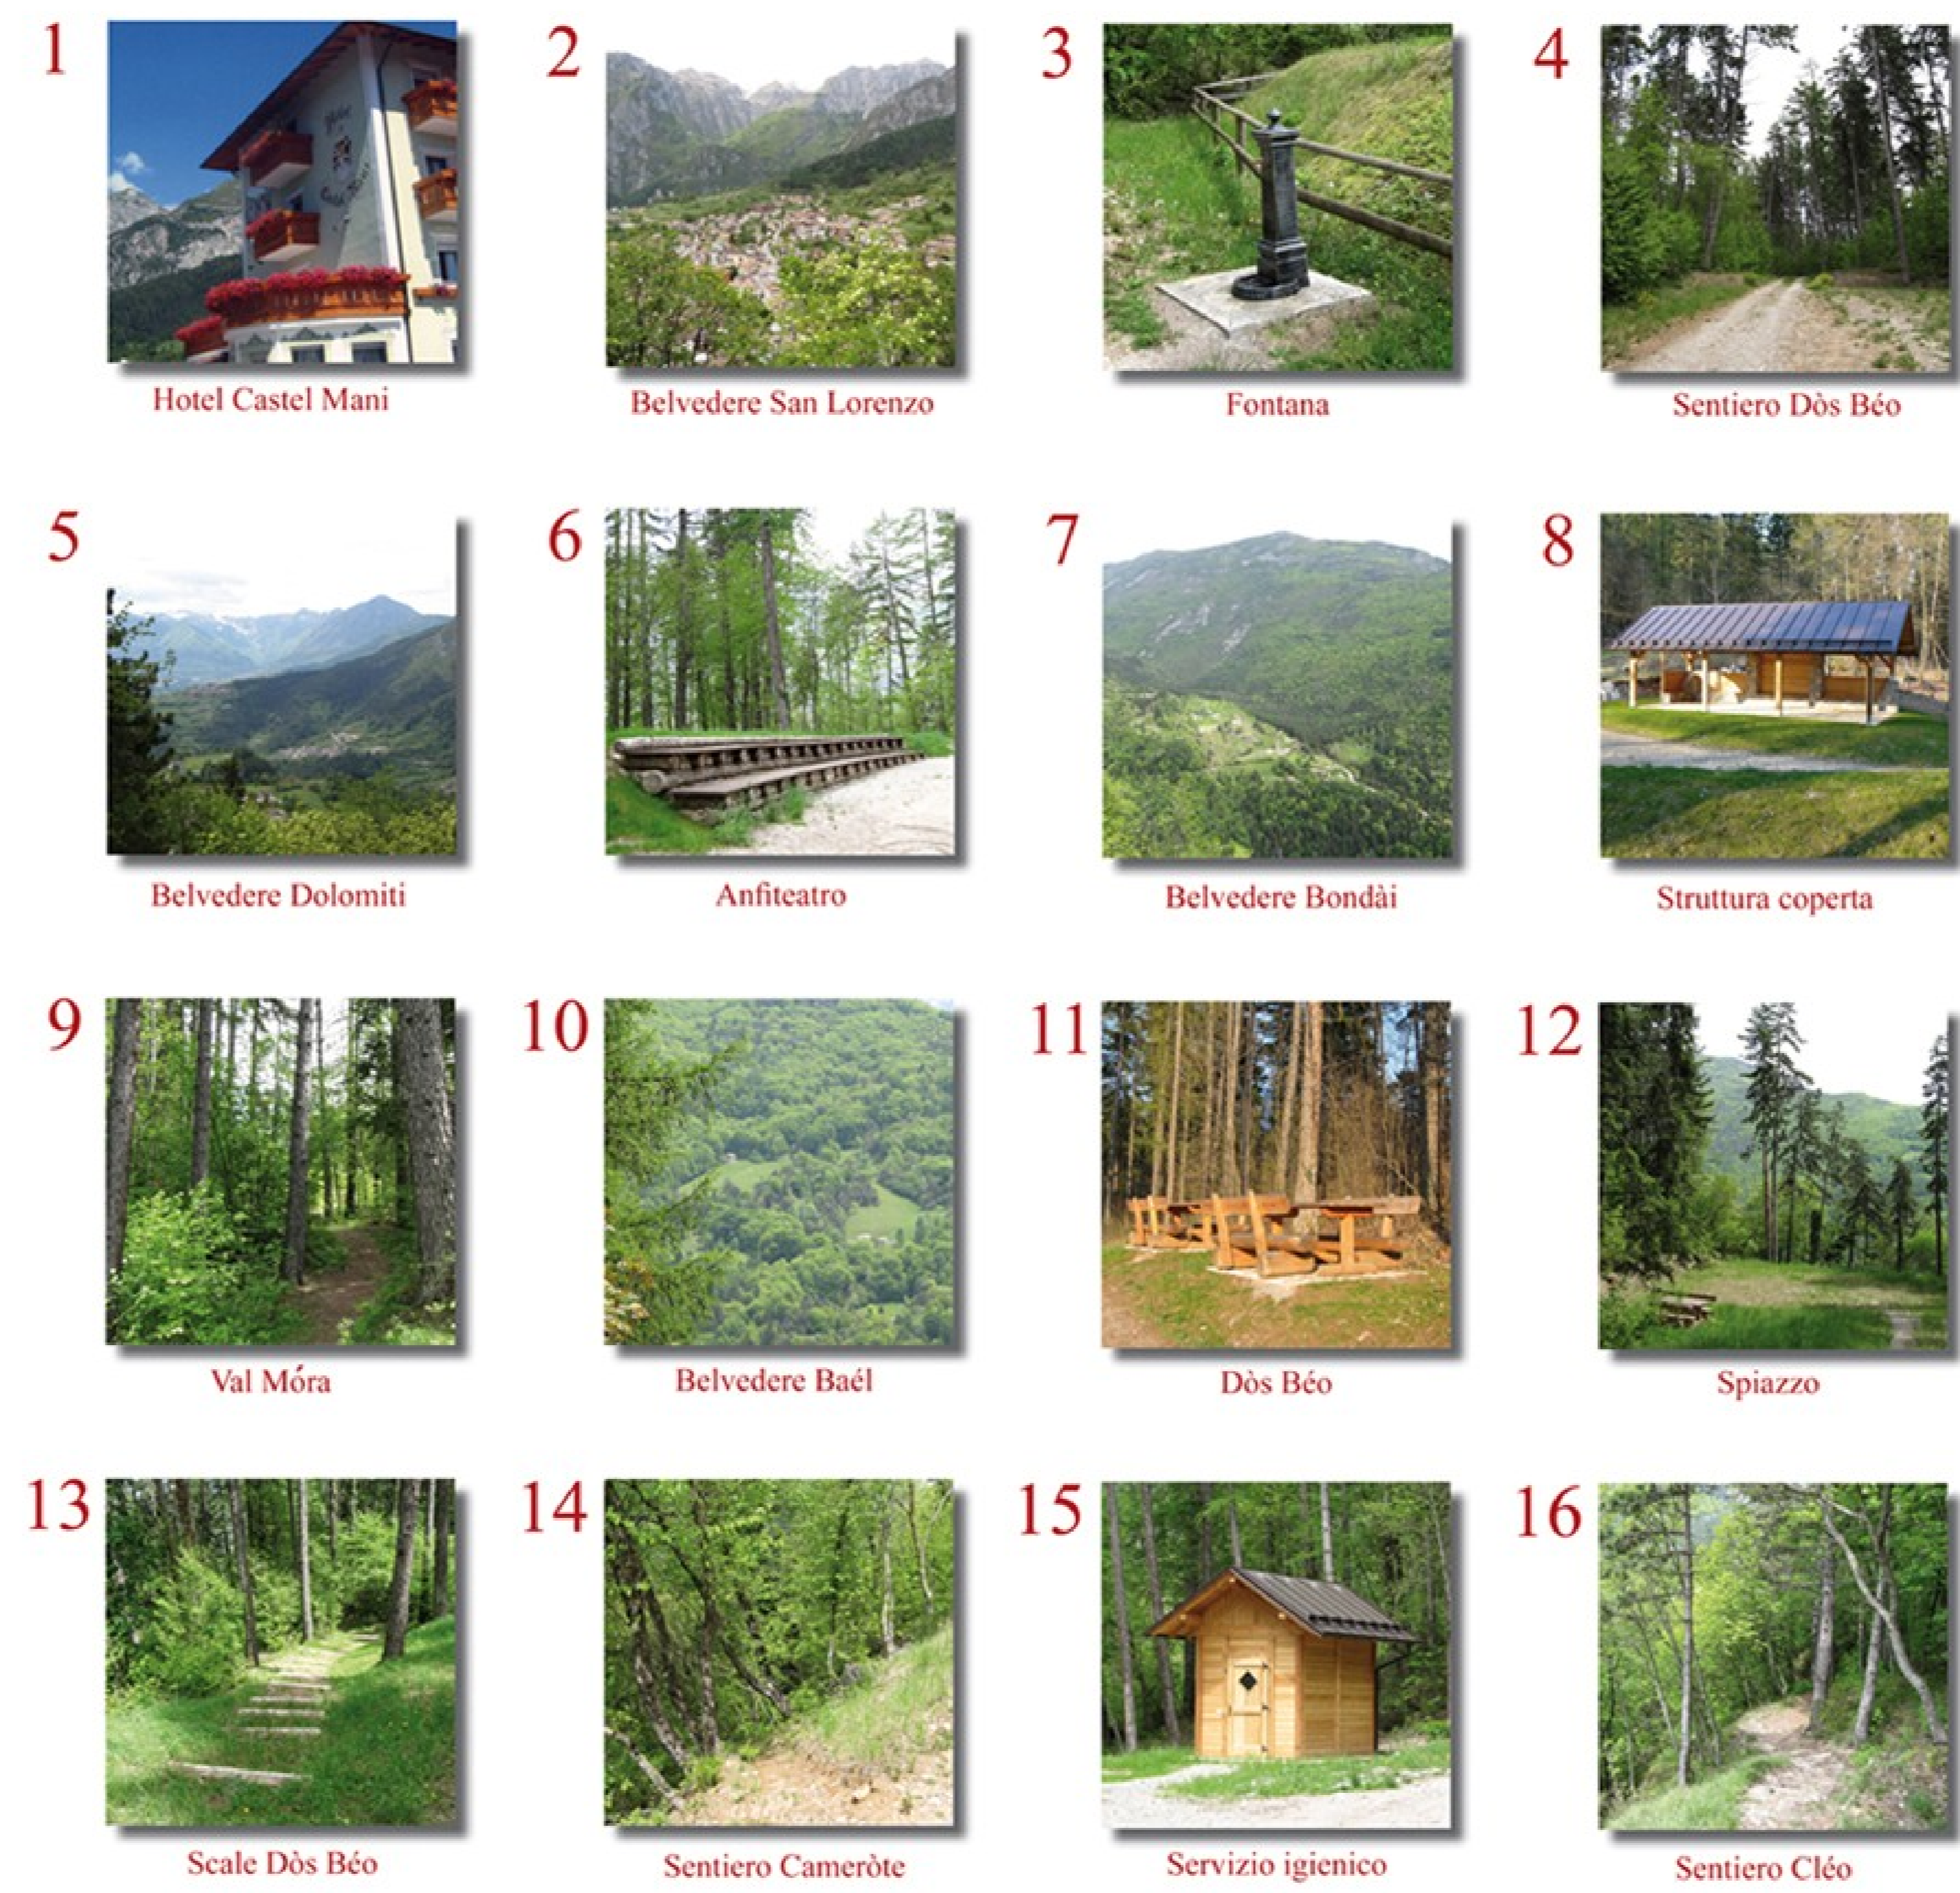 1
Hotel Castel Mani
2
Belvedere San Lorenzo
3
Fontana
4
Sentiero Dòs Béo
5
Belvedere Dolomiti
6
Anfiteatro
7
Belvedere Bondài
8
Struttura coperta
9
Val Móra
10
Belvedere Baél
11
Dòs Béo
12
Spiazzo
13
Scale Dòs Béo
14
Sentiero Cameròte
15
Servizio igienico
16
Sentiero Cléo